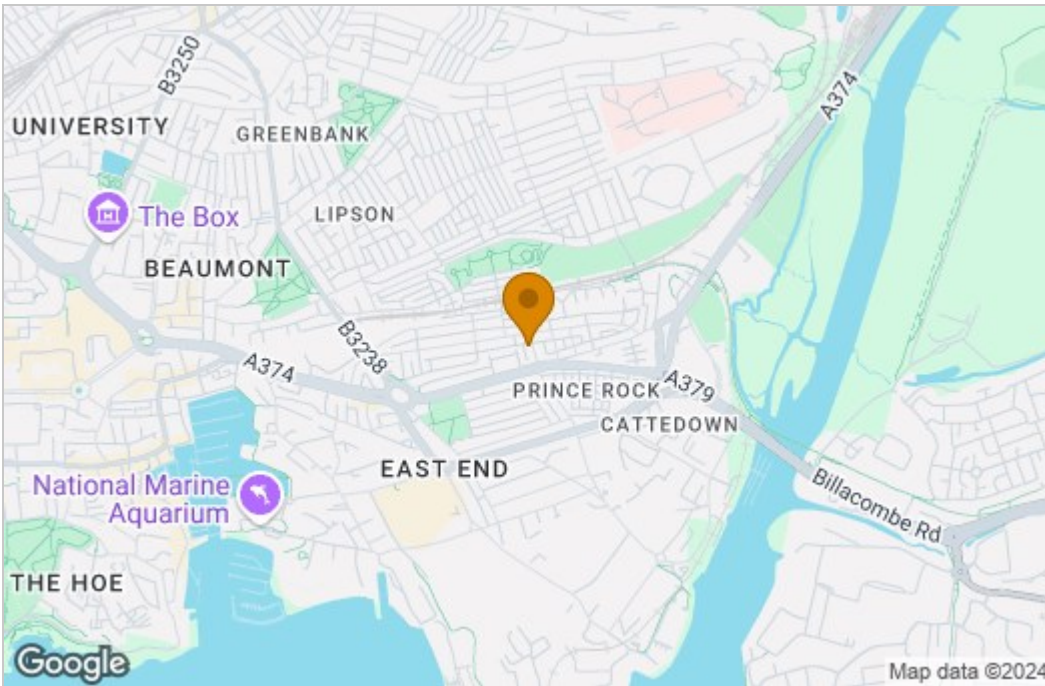 B3250
A374
UNIVERSITY
GREENBANK
The Box
LIPSON
BEAUMONT
B3238
A374
PRINCE ROCK
A379
CATTEDOWN
EAST END
National Marine
Aquarium
Billacombe Rd
THE HOE
Google
Map data ©2024